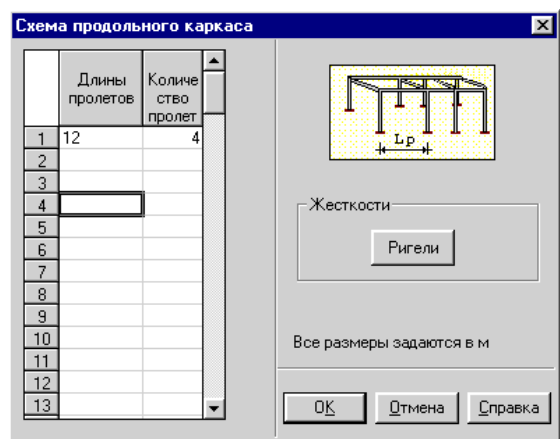 Схема продольного каркаса
Длины пролетов
Количе ство пролет
1 12 4
2
3
4
5
6
7
8
9
10
11
12
13
Lp
Жесткости
Ригели
Все размеры задаются в м
OK Отмена Справка